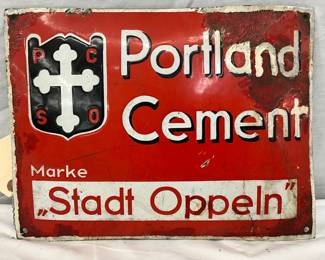 P C
S O
Portland
Cement
Marke
„Stadt Oppeln”